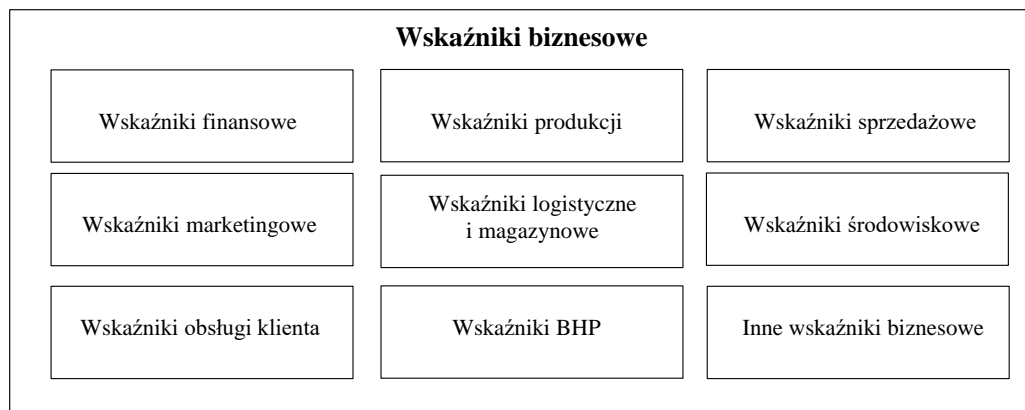 Wskaźniki biznesowe
Wskaźniki finansowe
Wskaźniki produkcji
Wskaźniki sprzedażowe
Wskaźniki marketingowe
Wskaźniki logistyczne
i magazynowe
Wskaźniki środowiskowe
Wskaźniki obsługi klienta
Wskaźniki BHP
Inne wskaźniki biznesowe